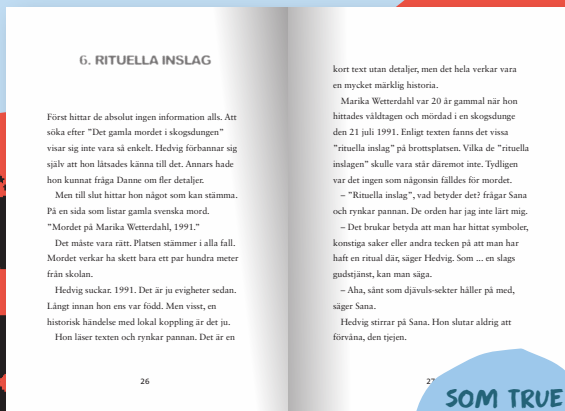 6. RITUELLA INSLAG
Först hittar de absolut ingen information alls. Att
söka efter ”Det gamla mordet i skogsdungen”
visar sig inte vara så enkelt. Hedvig förbannar sig
själv att hon låtsades känna till det. Annars hade
hon kunnat fråga Danne om fler detaljer.
Men till slut hittar hon något som kan stämma.
På en sida som listar gamla svenska mord.
”Mordet på Marika Wetterdahl, 1991.”
Det måste vara rätt. Platsen stämmer i alla fall.
Mordet verkar ha skett bara ett par hundra meter
från skolan.
Hedvig suckar. 1991. Det är ju evigheter sedan.
Långt innan hon ens var född. Men visst, en
historisk händelse med lokal koppling är det ju.
Hon läser texten och rynkar pannan. Det är en
26
kort text utan detaljer, men det hela verkar vara
en mycket märklig historia.
Marika Wetterdahl var 20 år gammal när hon
hittades våldtagen och mördad i en skogsdunge
den 21 juli 1991. Enligt texten fanns det vissa
”rituella inslag” på brottsplatsen. Vilka de ”rituella
inslagen” skulle vara står däremot inte. Tydligen
var det ingen som någonsin fälldes för mordet.
– ”Rituella inslag”, vad betyder det? frågar Sana
och rynkar pannan. De orden har jag inte lärt mig.
– Det brukar betyda att man har hittat symboler,
konstiga saker eller andra tecken på att man har
haft en ritual där, säger Hedvig. Som ... en slags
gudstjänst, kan man säga.
– Aha, sånt som djävuls-sekter håller på med,
säger Sana.
Hedvig stirrar på Sana. Hon slutar aldrig att
förvåna, den tjejen.
27
SOM TRUE